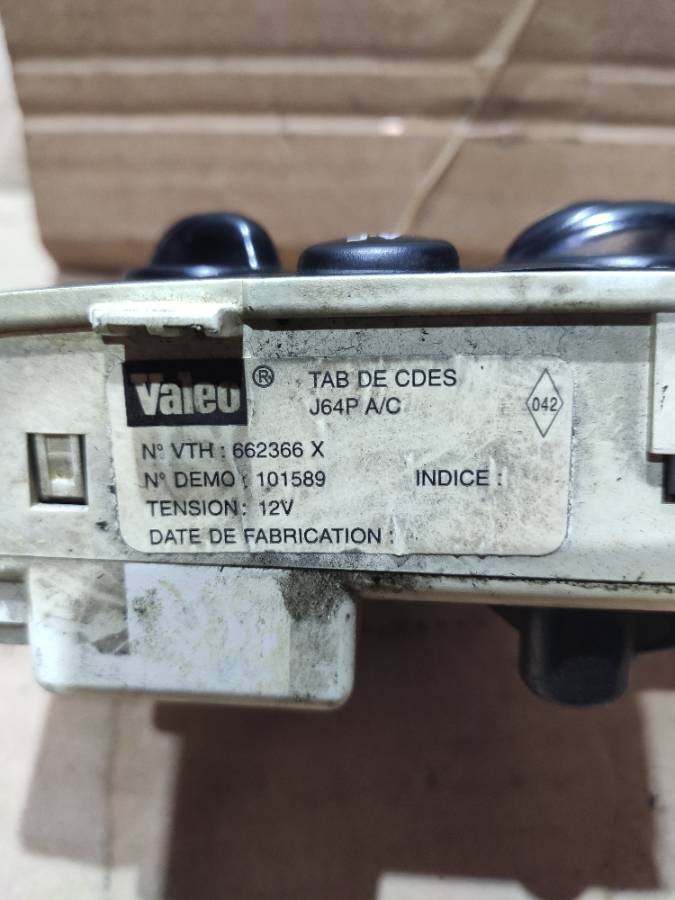 Valeo ® TAB DE CDES
J64P A/C
042
N° VTH : 662366 X
N° DEMO : 101589 INDICE :
TENSION : 12V
DATE DE FABRICATION :